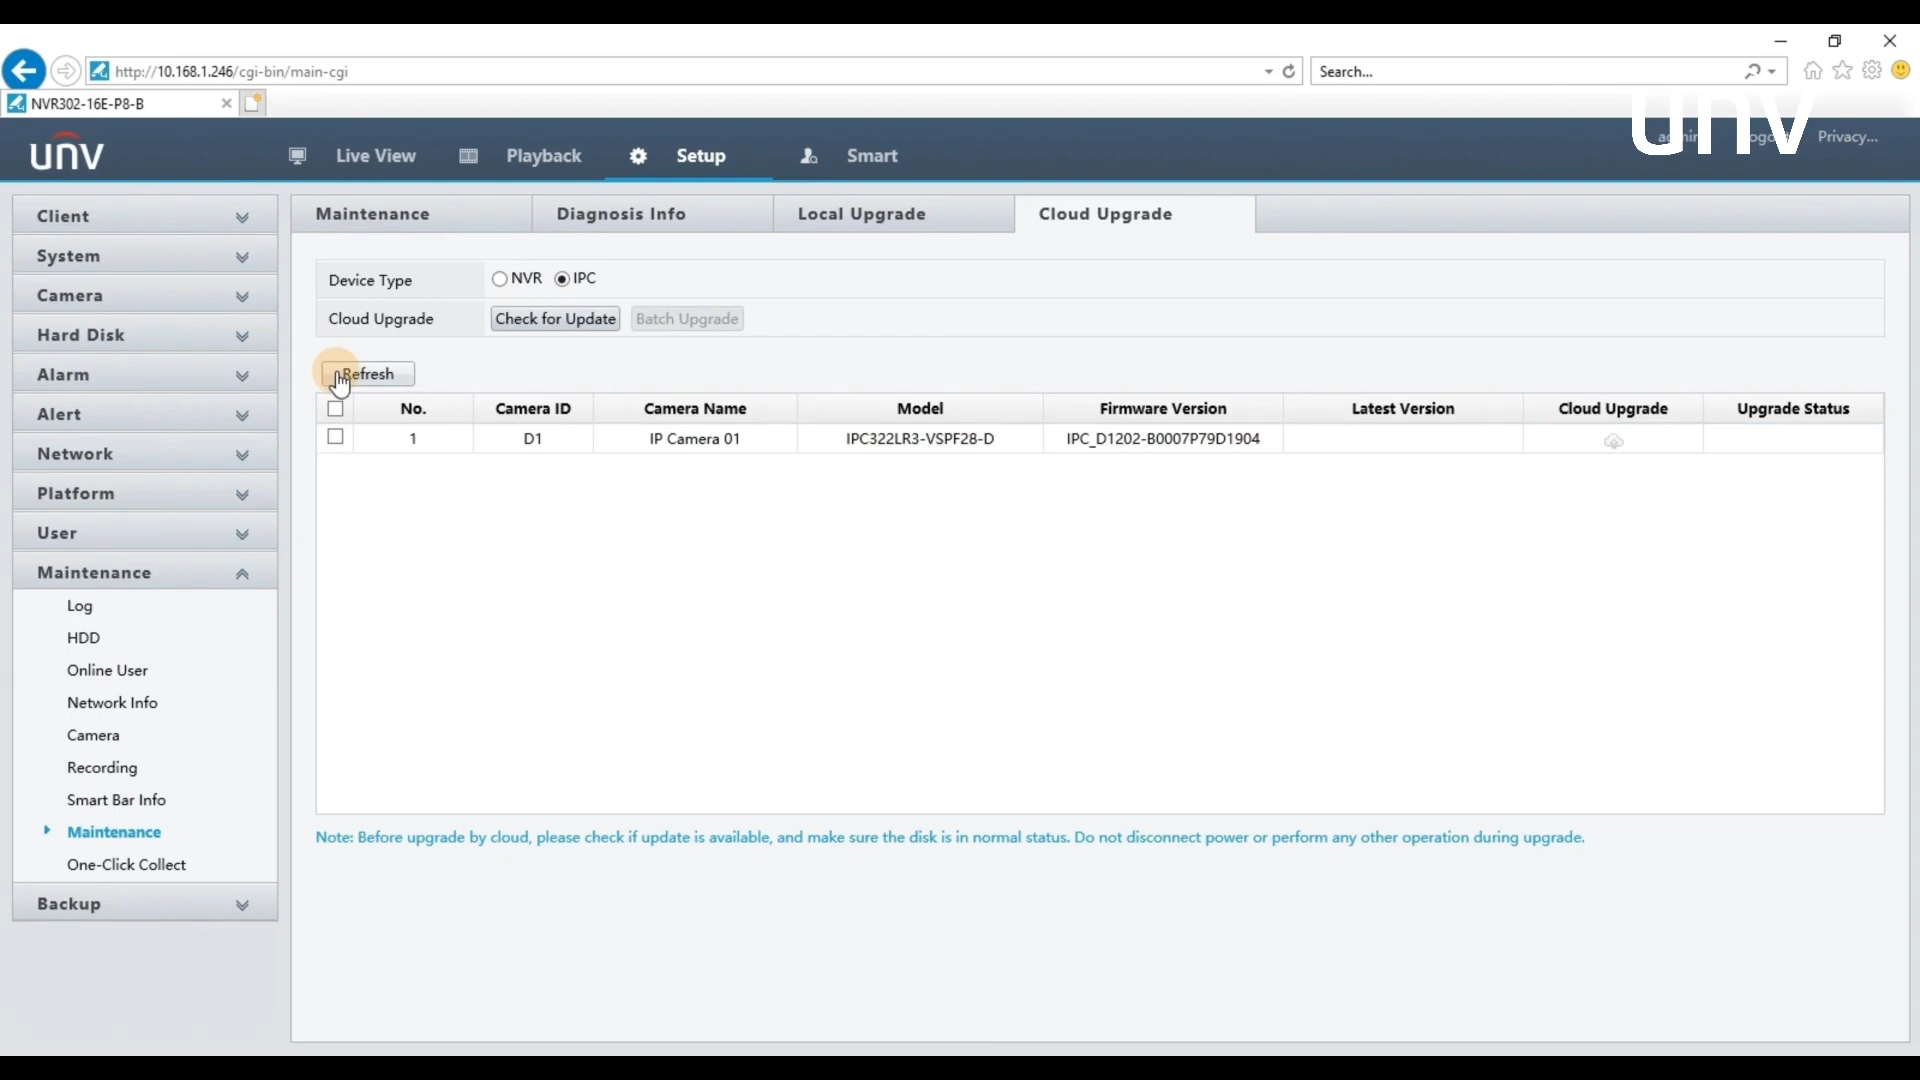 http://10.168.1.246/cgi-bin/main-cgi
Search...
NVR302-16E-P8-B
unv
Live View
Playback
Setup
Smart
unv
Privacy...
Client
System
Camera
Hard Disk
Alarm
Alert
Network
Platform
User
Maintenance
Log
HDD
Online User
Network Info
Camera
Recording
Smart Bar Info
Maintenance
One-Click Collect
Backup
Maintenance Diagnosis Info Local Upgrade Cloud Upgrade
Device Type NVR IPC
Cloud Upgrade Check for Update Batch Upgrade
Refresh
No. Camera ID Camera Name Model Firmware Version Latest Version Cloud Upgrade Upgrade Status
1 D1 IP Camera 01 IPC322LR3-VSPF28-D IPC_D1202-B0007P79D1904
Note: Before upgrade by cloud, please check if update is available, and make sure the disk is in normal status. Do not disconnect power or perform any other operation during upgrade.